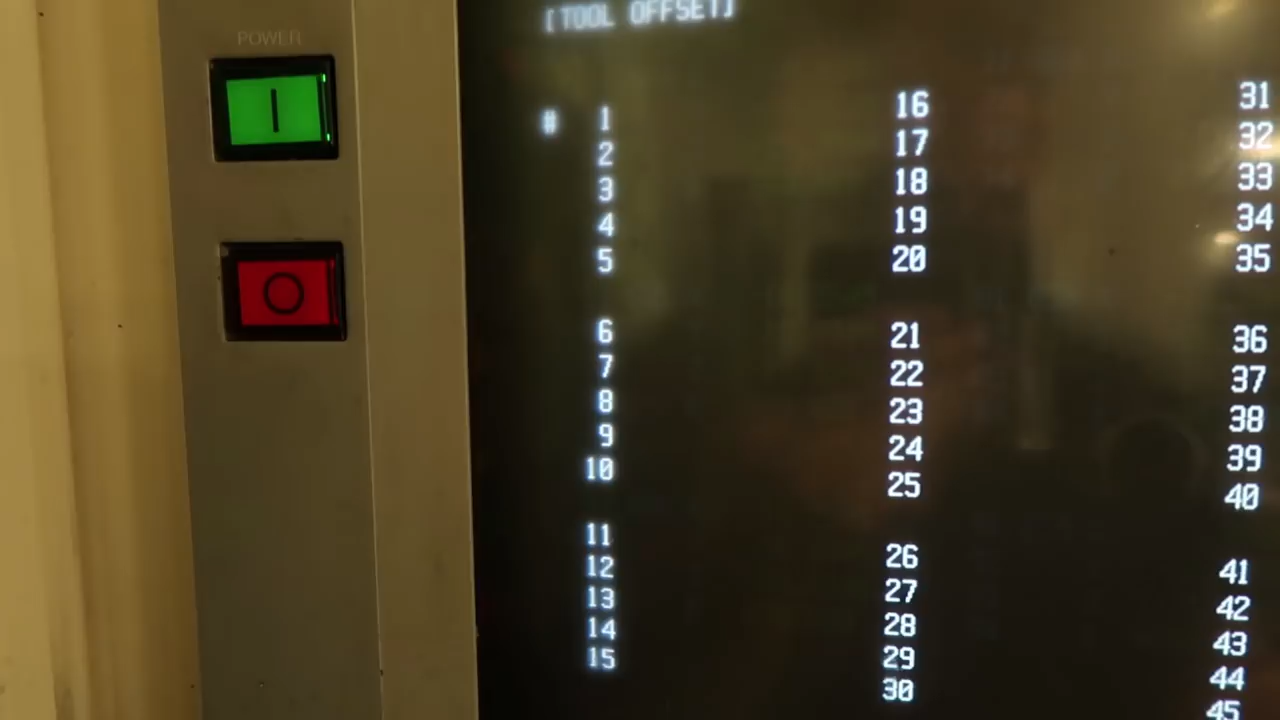 POWER
I
O
[TOOL OFFSET]
# 1 16 31
2 17 32
3 18 33
4 19 34
5 20 35
6 21 36
7 22 37
8 23 38
9 24 39
10 25 40
11 26 41
12 27 42
13 28 43
14 29 44
15 30 45